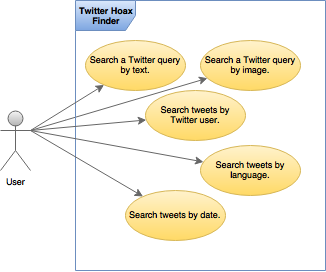 Twitter Hoax
Finder
Search a Twitter query
by text.
Search a Twitter query
by image.
Search tweets by
Twitter user.
Search tweets by
language.
Search tweets by date.
User